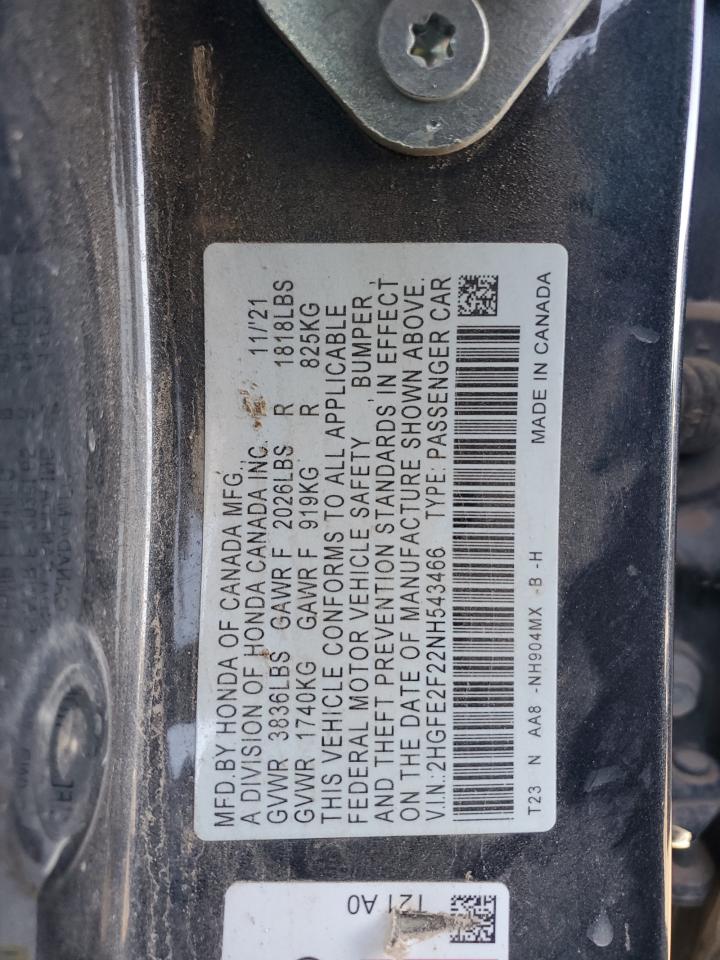 MFD.BY HONDA OF CANADA MFG.,
A DIVISION OF HONDA CANADA INC. 11/'21
GVWR 3836LBS GAWR F 2026LBS R 1818LBS
GVWR 1740KG GAWR F 919KG R 825KG
THIS VEHICLE CONFORMS TO ALL APPLICABLE
FEDERAL MOTOR VEHICLE SAFETY, BUMPER,
AND THEFT PREVENTION STANDARDS IN EFFECT
ON THE DATE OF MANUFACTURE SHOWN ABOVE.
V.I.N.:2HGFE2F22NH543466 TYPE: PASSENGER CAR
T23 N AA8 -NH904MX -B -H MADE IN CANADA
T21 A0